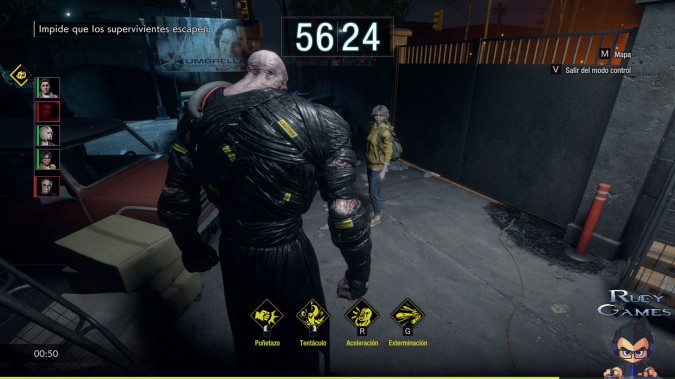 Impide que los supervivientes escapen.
56:24
UMBRELLA
M Mapa
V Salir del modo control
R
G
Puñetazo
Tentáculo
Aceleración
Exterminación
00:50
RUDY
GAMES